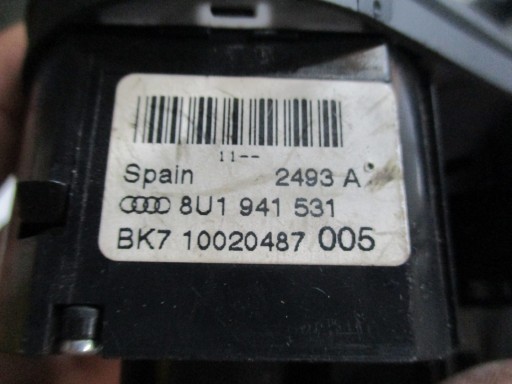 11--
Spain 2493 A
8U1 941 531
BK7 10020487 005